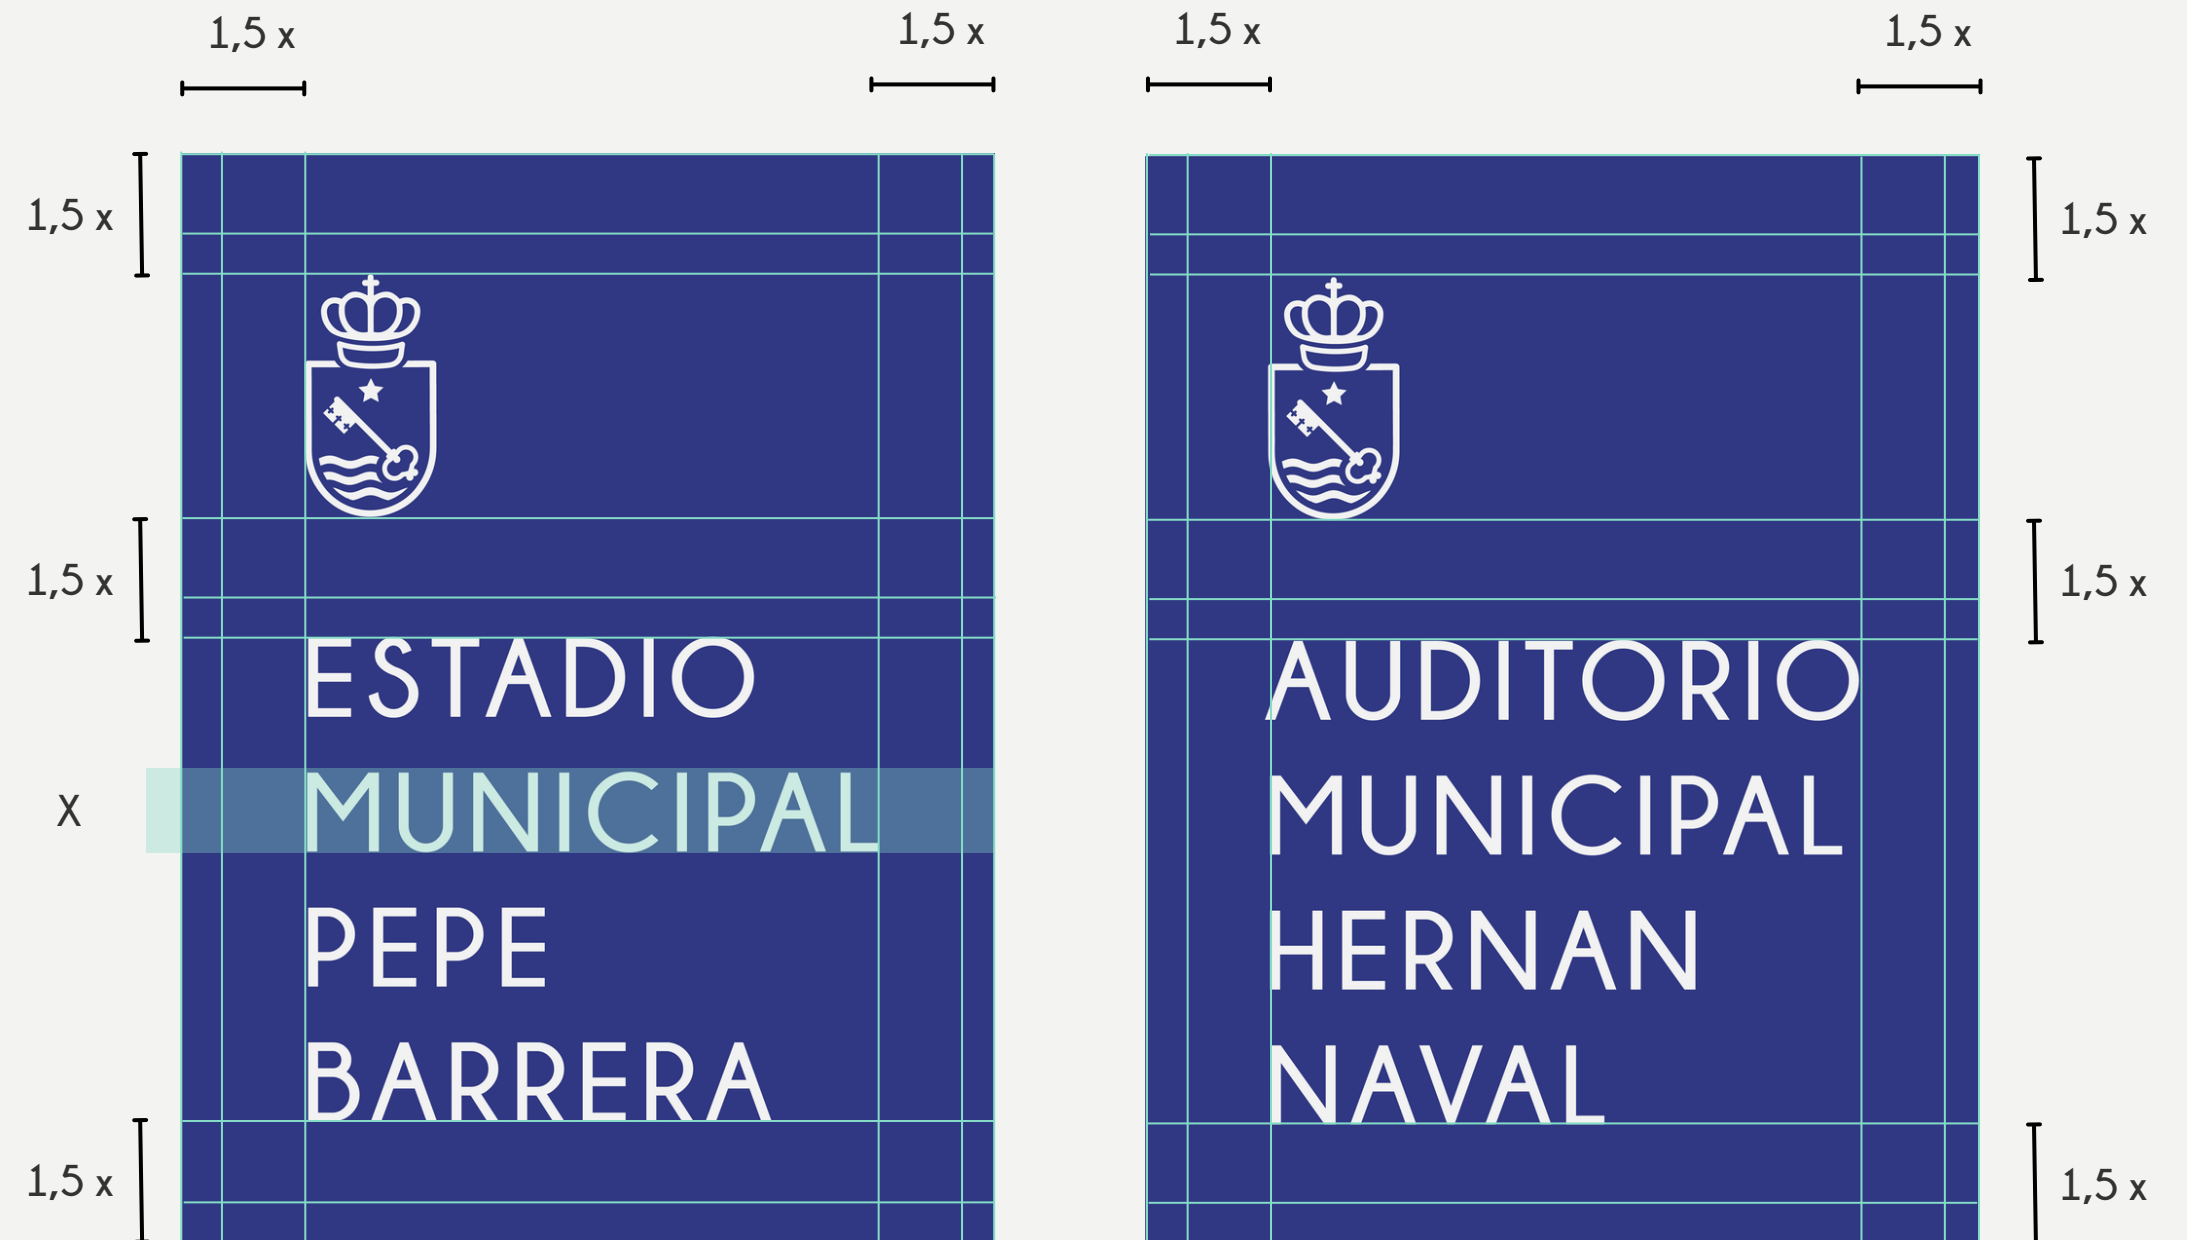 1,5 x
1,5 x
1,5 x
1,5 x
1,5 x
1,5 x
1,5 x
1,5 x
ESTADIO
MUNICIPAL
PEPE
BARRERA
X
AUDITORIO
MUNICIPAL
HERNAN
NAVAL
1,5 x
1,5 x